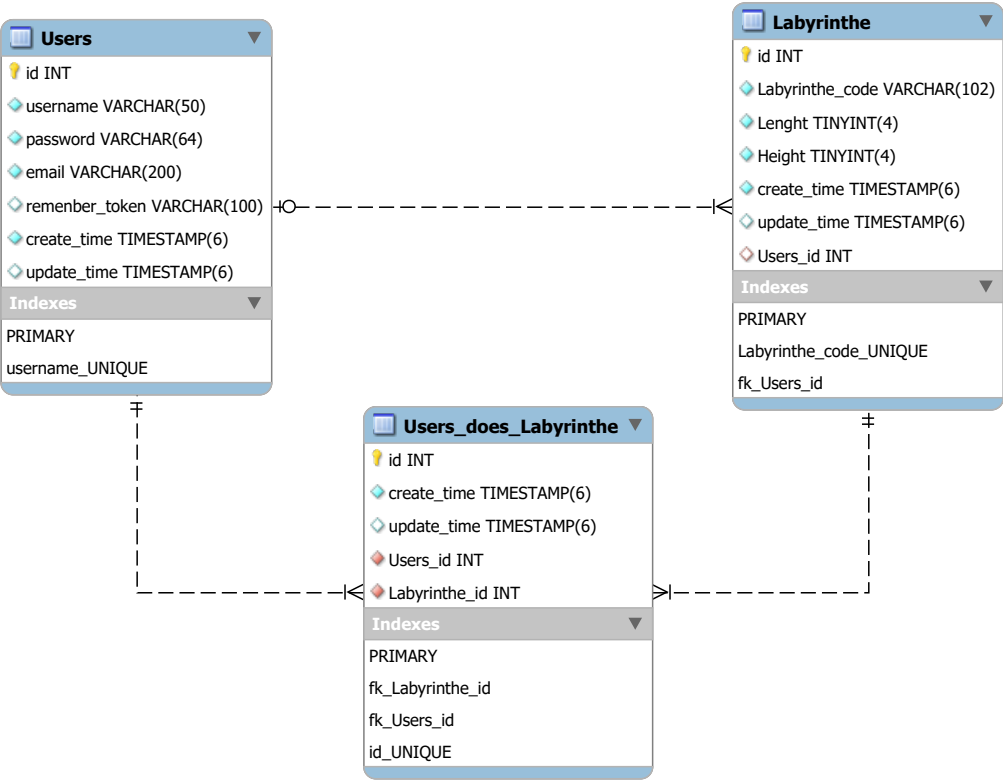 Users
id INT
username VARCHAR(50)
password VARCHAR(64)
email VARCHAR(200)
remenber_token VARCHAR(100)
create_time TIMESTAMP(6)
update_time TIMESTAMP(6)
Indexes
PRIMARY
username_UNIQUE
Labyrinthe
id INT
Labyrinthe_code VARCHAR(102)
Lenght TINYINT(4)
Height TINYINT(4)
create_time TIMESTAMP(6)
update_time TIMESTAMP(6)
Users_id INT
Indexes
PRIMARY
Labyrinthe_code_UNIQUE
fk_Users_id
Users_does_Labyrinthe
id INT
create_time TIMESTAMP(6)
update_time TIMESTAMP(6)
Users_id INT
Labyrinthe_id INT
Indexes
PRIMARY
fk_Labyrinthe_id
fk_Users_id
id_UNIQUE